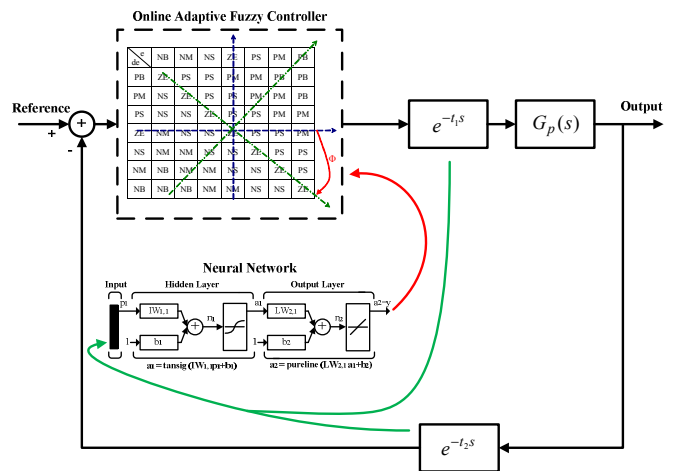 Online Adaptive Fuzzy Controller
e
de
NB NM NS ZE PS PM PB
PB ZE PS PS PM PM PB PB
PM NS ZE PS PS PM PM PB
PS NS NS ZE PS PS PM PM
ZE NM NS NS ZE PS PS PM
NS NM NM NS NS ZE PS PS
NM NB NM NM NS NS ZE PS
NB NB NB NM NM NS NS ZE
Φ
Reference
+
-
+
e^{-t₁s}
Gₚ(s)
Output
Neural Network
Input Hidden Layer Output Layer
p1 IW1,1 n1 a1 LW2,1 n2 a2=y
+ +
1 b1 1 b2
a1=tansig(IW1,1p1+b1) a2=pureline(LW2,1a1+b2)
e^{-t₂s}